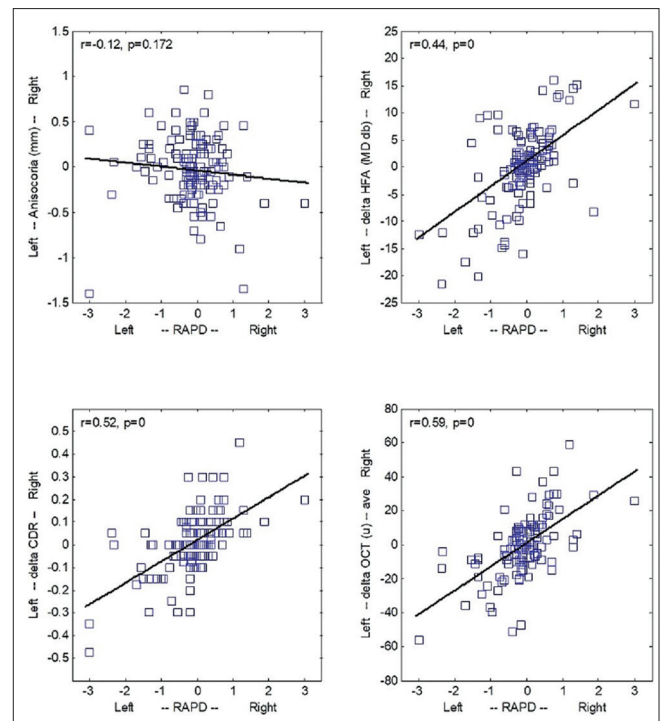 r=-0.12, p=0.172
1.5
1
0.5
0
-0.5
-1
-1.5
Left -- Anisocoria (mm) -- Right
-3 -2 -1 0 1 2 3
Left -- RAPD -- Right
r=0.44, p=0
25
20
15
10
5
0
-5
-10
-15
-20
-25
Left -- delta HFA (MD db) -- Right
-3 -2 -1 0 1 2 3
Left -- RAPD -- Right
r=0.52, p=0
0.5
0.4
0.3
0.2
0.1
0
-0.1
-0.2
-0.3
-0.4
-0.5
Left -- delta CDR -- Right
-3 -2 -1 0 1 2 3
Left -- RAPD -- Right
r=0.59, p=0
80
60
40
20
0
-20
-40
-60
-80
Left -- delta OCT (u) -- ave Right
-3 -2 -1 0 1 2 3
Left -- RAPD -- Right